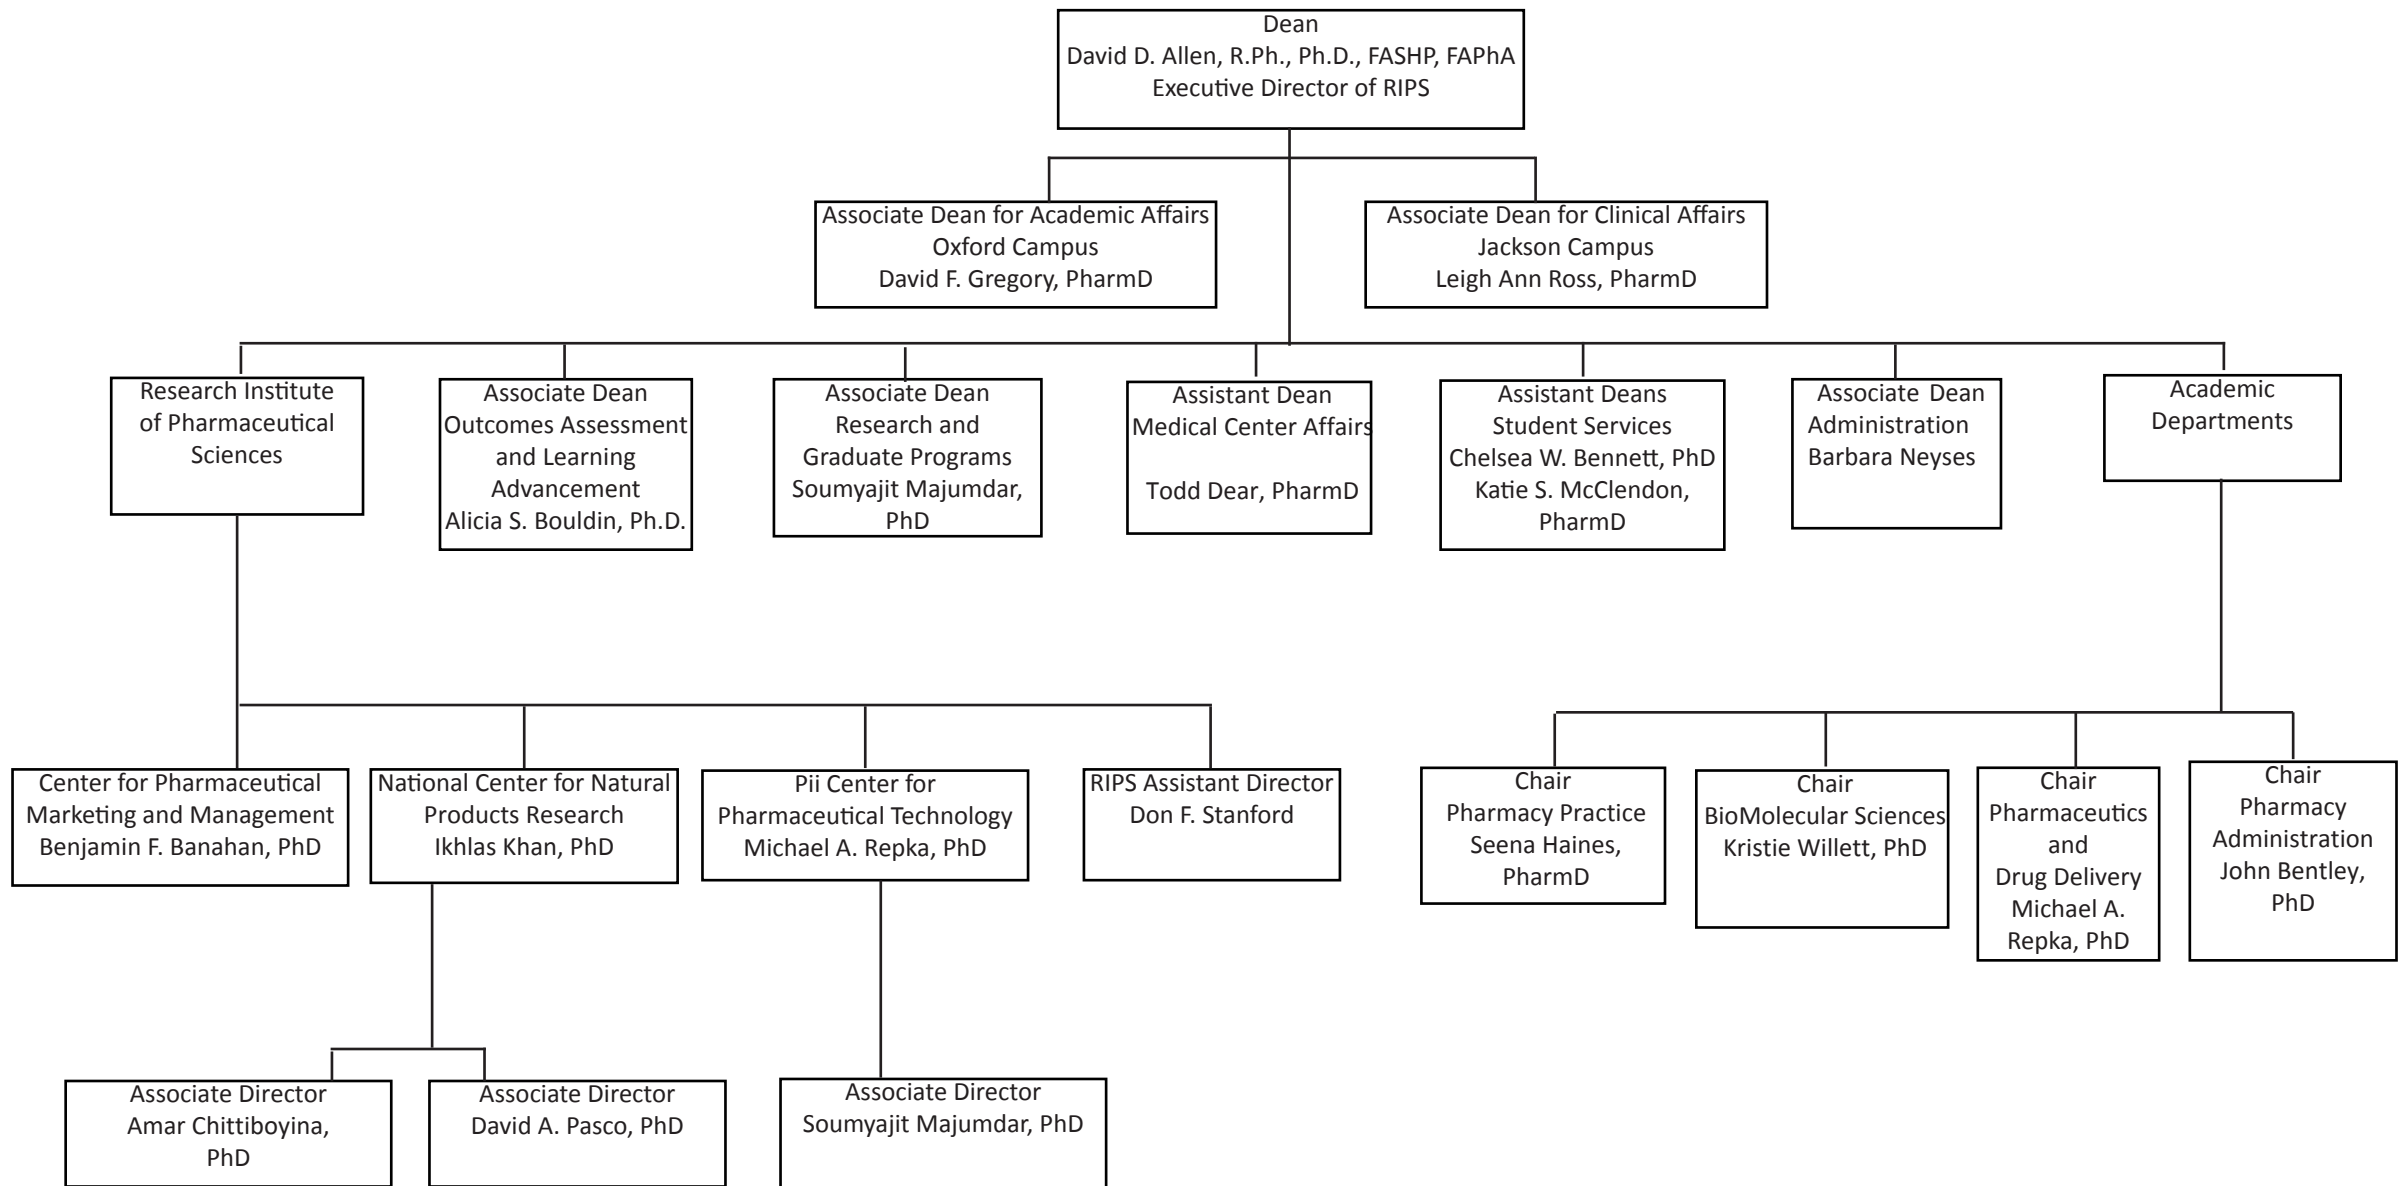 Dean
David D. Allen, R.Ph., Ph.D., FASHP, FAPhA
Executive Director of RIPS
Associate Dean for Academic Affairs
Oxford Campus
David F. Gregory, PharmD
Associate Dean for Clinical Affairs
Jackson Campus
Leigh Ann Ross, PharmD
Research Institute
of Pharmaceutical
Sciences
Associate Dean
Outcomes Assessment
and Learning
Advancement
Alicia S. Bouldin, Ph.D.
Associate Dean
Research and
Graduate Programs
Soumyajit Majumdar,
PhD
Assistant Dean
Medical Center Affairs
Todd Dear, PharmD
Assistant Deans
Student Services
Chelsea W. Bennett, PhD
Katie S. McClendon,
PharmD
Associate Dean
Administration
Barbara Neyses
Academic
Departments
Center for Pharmaceutical
Marketing and Management
Benjamin F. Banahan, PhD
National Center for Natural
Products Research
Ikhlas Khan, PhD
Pii Center for
Pharmaceutical Technology
Michael A. Repka, PhD
RIPS Assistant Director
Don F. Stanford
Chair
Pharmacy Practice
Seena Haines,
PharmD
Chair
BioMolecular Sciences
Kristie Willett, PhD
Chair
Pharmaceutics
and
Drug Delivery
Michael A.
Repka, PhD
Chair
Pharmacy
Administration
John Bentley,
PhD
Associate Director
Amar Chittiboyina,
PhD
Associate Director
David A. Pasco, PhD
Associate Director
Soumyajit Majumdar, PhD